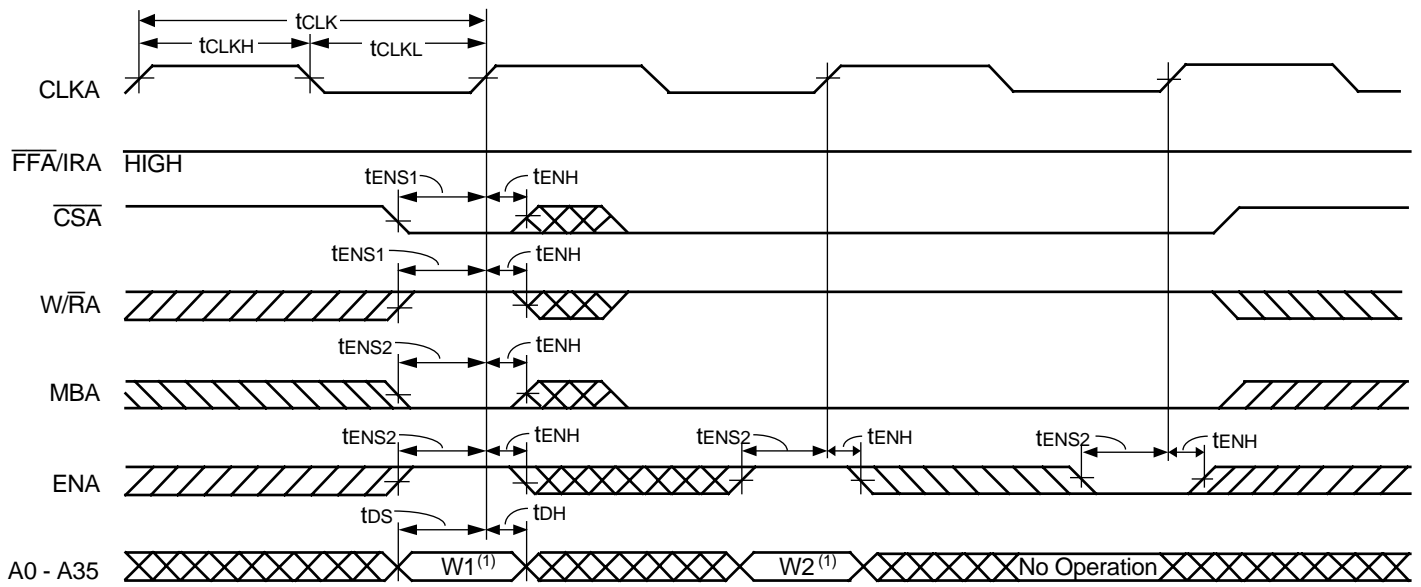 tCLK
tCLKH tCLKL
CLKA
FFA/IRA HIGH
tENS1 tENH
CSA
tENS1 tENH
W/RA
tENS2 tENH
MBA
tENS2 tENH tENS2 tENH tENS2 tENH
ENA
tDS tDH
A0 - A35 W1(1) W2(1) No Operation